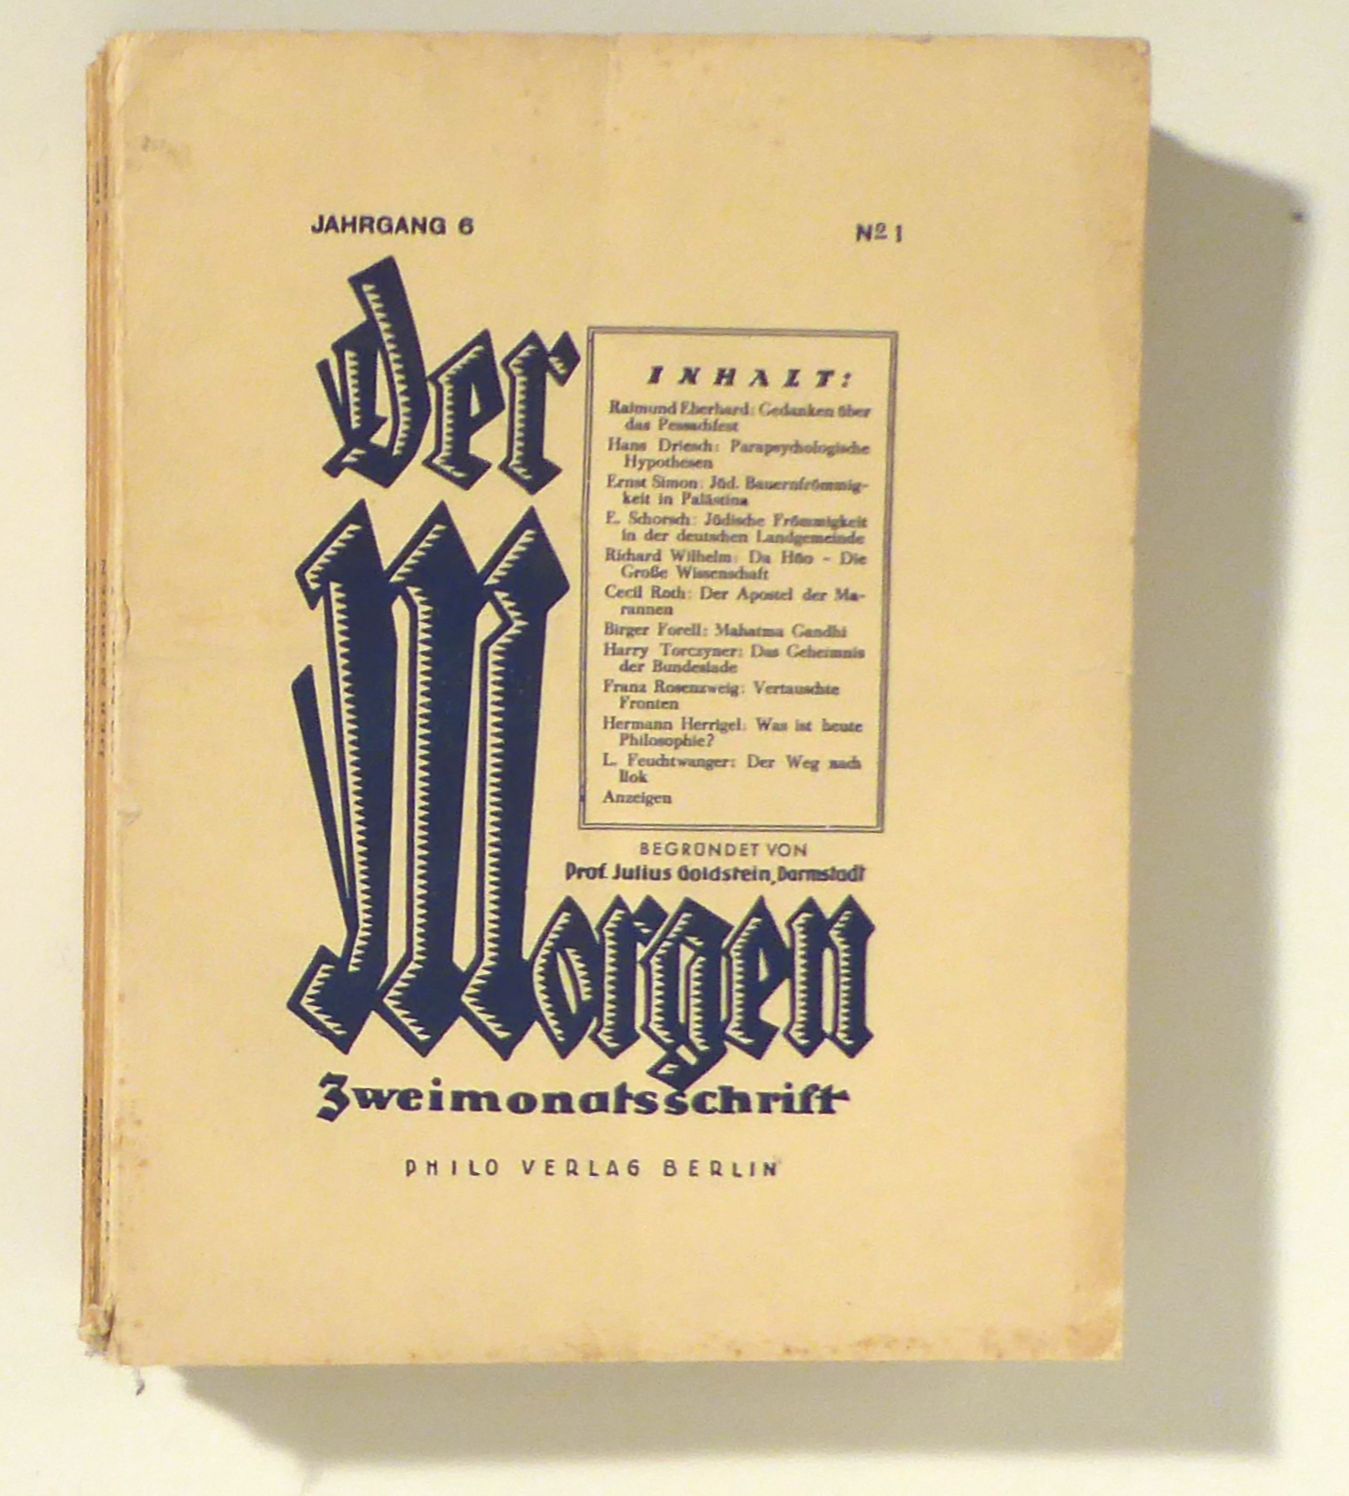 JAHRGANG 6
Nº 1
der
Morgen
INHALT:
Raimund Eberhard: Gedanken über
das Pessachfest
Hans Driesch: Parapsychologische
Hypothesen
Ernst Simon: Jüd. Bauernfrömmig-
keit in Palästina
E. Schorsch: Jüdische Frömmigkeit
in der deutschen Landgemeinde
Richard Wilhelm: Da Hüo - Die
Große Wissenschaft
Cecil Roth: Der Apostel der Ma-
rannen
Birger Forell: Mahatma Gandhi
Harry Torczyner: Das Geheimnis
der Bundeslade
Franz Rosenzweig: Vertauschte
Fronten
Hermann Herrigel: Was ist heute
Philosophie?
L. Feuchtwanger: Der Weg nach
Ilok
Anzeigen
BEGRÜNDET VON
Prof. Julius Goldstein, Darmstadt
Zweimonatsschrift
PHILO VERLAG BERLIN